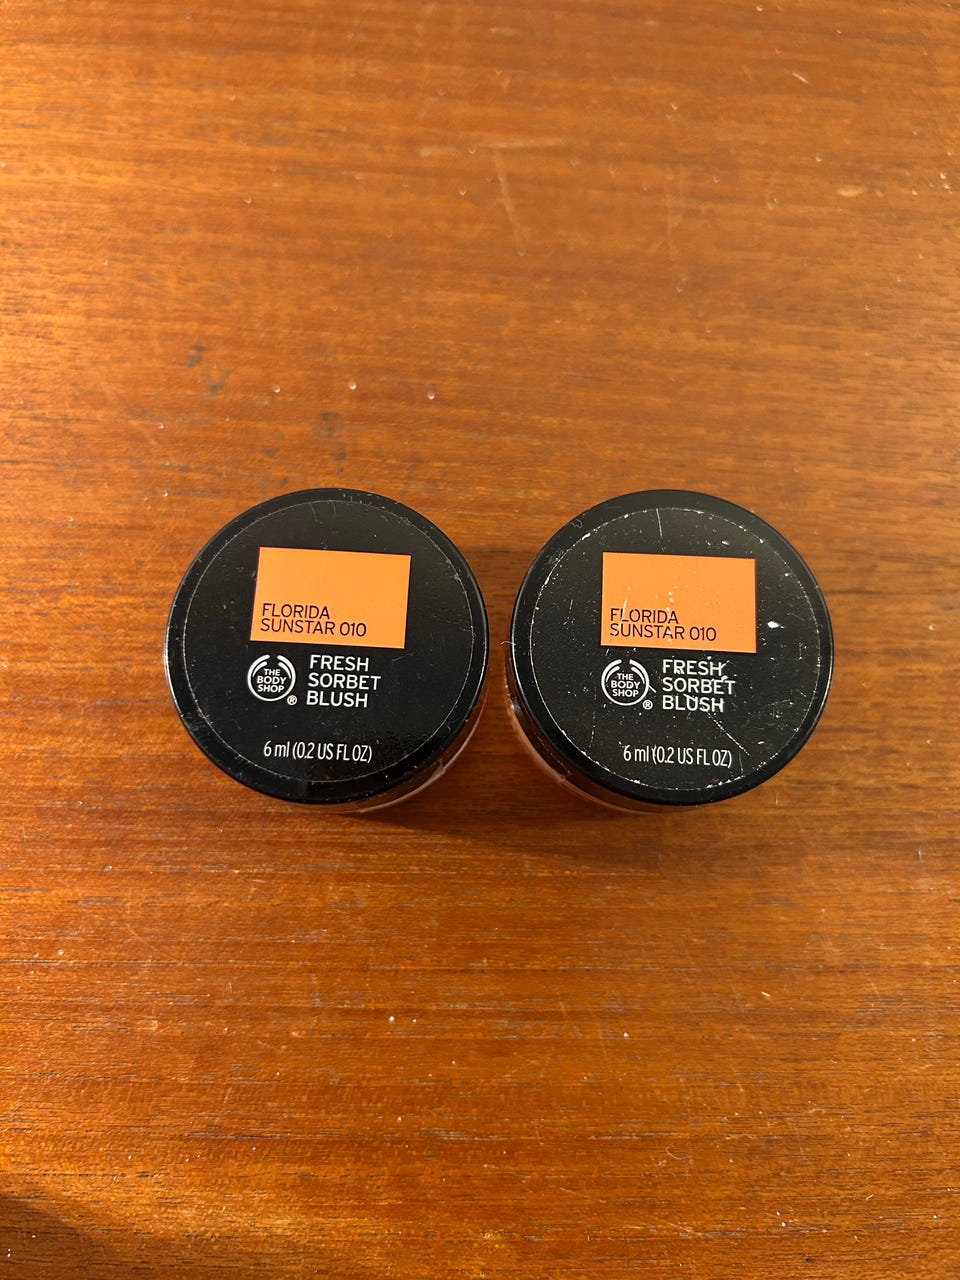 FLORIDA
SUNSTAR 010
THE
BODY
SHOP
®
FRESH
SORBET
BLUSH
6 ml (0.2 US FL OZ)
FLORIDA
SUNSTAR 010
THE
BODY
SHOP
®
FRESH
SORBET
BLUSH
6 ml (0.2 US FL OZ)